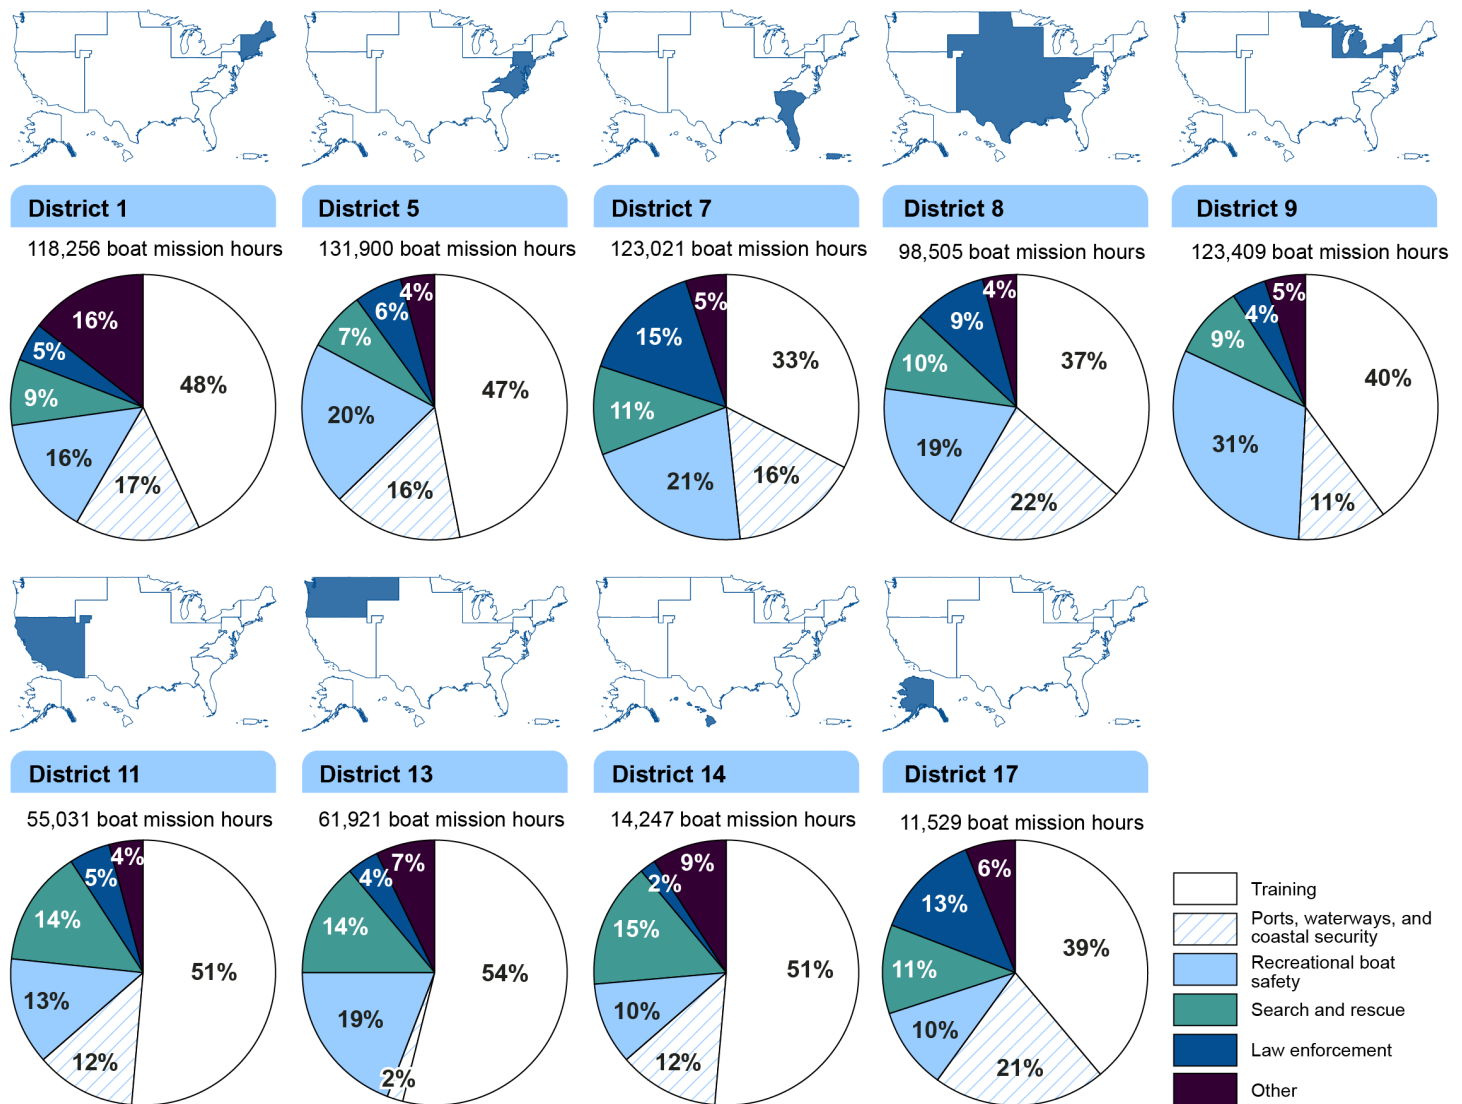 District 1
118,256 boat mission hours
48%
17%
16%
9%
5%
16%
District 5
131,900 boat mission hours
47%
16%
20%
7%
6%
4%
District 7
123,021 boat mission hours
33%
16%
21%
11%
15%
5%
District 8
98,505 boat mission hours
37%
22%
19%
10%
9%
4%
District 9
123,409 boat mission hours
40%
11%
31%
9%
4%
5%
District 11
55,031 boat mission hours
51%
12%
13%
14%
5%
4%
District 13
61,921 boat mission hours
54%
2%
19%
14%
4%
7%
District 14
14,247 boat mission hours
51%
12%
10%
15%
2%
9%
District 17
11,529 boat mission hours
39%
21%
10%
11%
13%
6%
Training
Ports, waterways, and
coastal security
Recreational boat
safety
Search and rescue
Law enforcement
Other